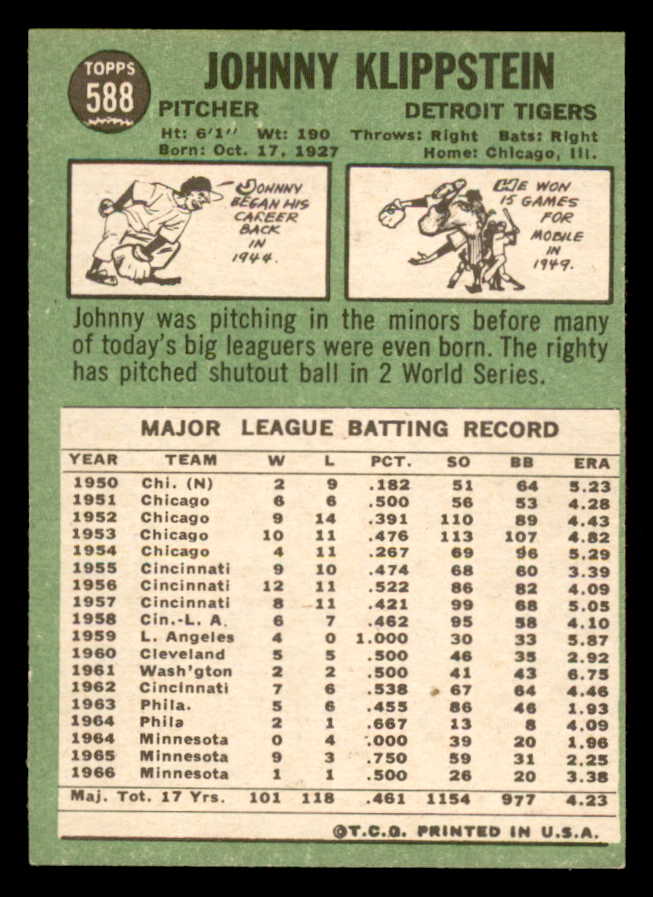 TOPPS
588
JOHNNY KLIPPSTEIN
PITCHER DETROIT TIGERS
Ht: 6'1" Wt: 190 Throws: Right Bats: Right
Born: Oct. 17, 1927 Home: Chicago, Ill.
JOHNNY
BEGAN HIS
CAREER
BACK
IN
1944.
HE WON
15 GAMES
FOR
MOBILE
IN
1949.
Johnny was pitching in the minors before many
of today's big leaguers were even born. The righty
has pitched shutout ball in 2 World Series.
MAJOR LEAGUE BATTING RECORD
YEAR TEAM W L PCT. SO BB ERA
1950 Chi. (N) 2 9 .182 51 64 5.23
1951 Chicago 6 6 .500 56 53 4.28
1952 Chicago 9 14 .391 110 89 4.43
1953 Chicago 10 11 .476 113 107 4.82
1954 Chicago 4 11 .267 69 96 5.29
1955 Cincinnati 9 10 .474 68 60 3.39
1956 Cincinnati 12 11 .522 86 82 4.09
1957 Cincinnati 8 11 .421 99 68 5.05
1958 Cin.-L. A. 6 7 .462 95 58 4.10
1959 L. Angeles 4 0 1.000 30 33 5.87
1960 Cleveland 5 5 .500 46 35 2.92
1961 Wash'gton 2 2 .500 41 43 6.75
1962 Cincinnati 7 6 .538 67 64 4.46
1963 Phila. 5 6 .455 86 46 1.93
1964 Phila 2 1 .667 13 8 4.09
1964 Minnesota 0 4 .000 39 20 1.96
1965 Minnesota 9 3 .750 59 31 2.25
1966 Minnesota 1 1 .500 26 20 3.38
Maj. Tot. 17 Yrs. 101 118 .461 1154 977 4.23
©T.C.G. PRINTED IN U.S.A.